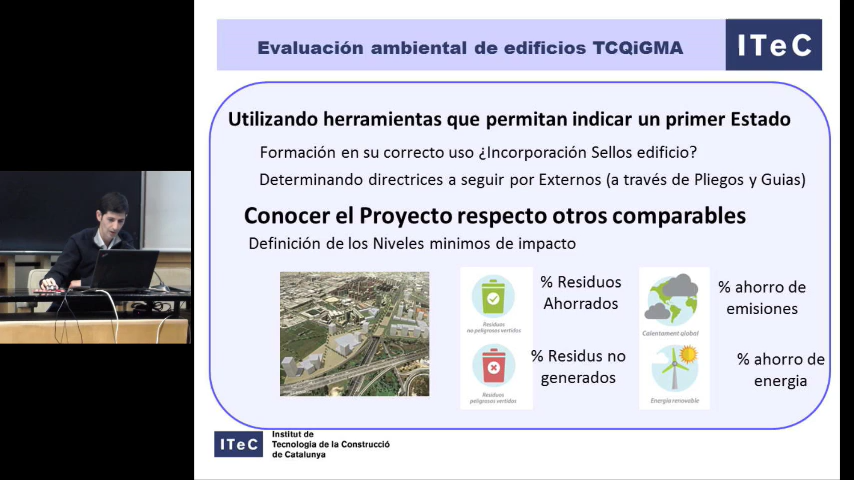 Evaluación ambiental de edificios TCQiGMA
ITeC
Utilizando herramientas que permitan indicar un primer Estado
Formación en su correcto uso ¿Incorporación Sellos edificio?
Determinando directrices a seguir por Externos (a través de Pliegos y Guias)
Conocer el Proyecto respecto otros comparables
Definición de los Niveles minimos de impacto
% Residuos
Ahorrados
% ahorro de
emisiones
Residuos
no peligrosos vertidos
Calentamient global
% Residus no
generados
% ahorro de
energia
Residuos
peligrosos vertidos
Energia renovable
ITeC
Institut de
Tecnologia de la Construcció
de Catalunya